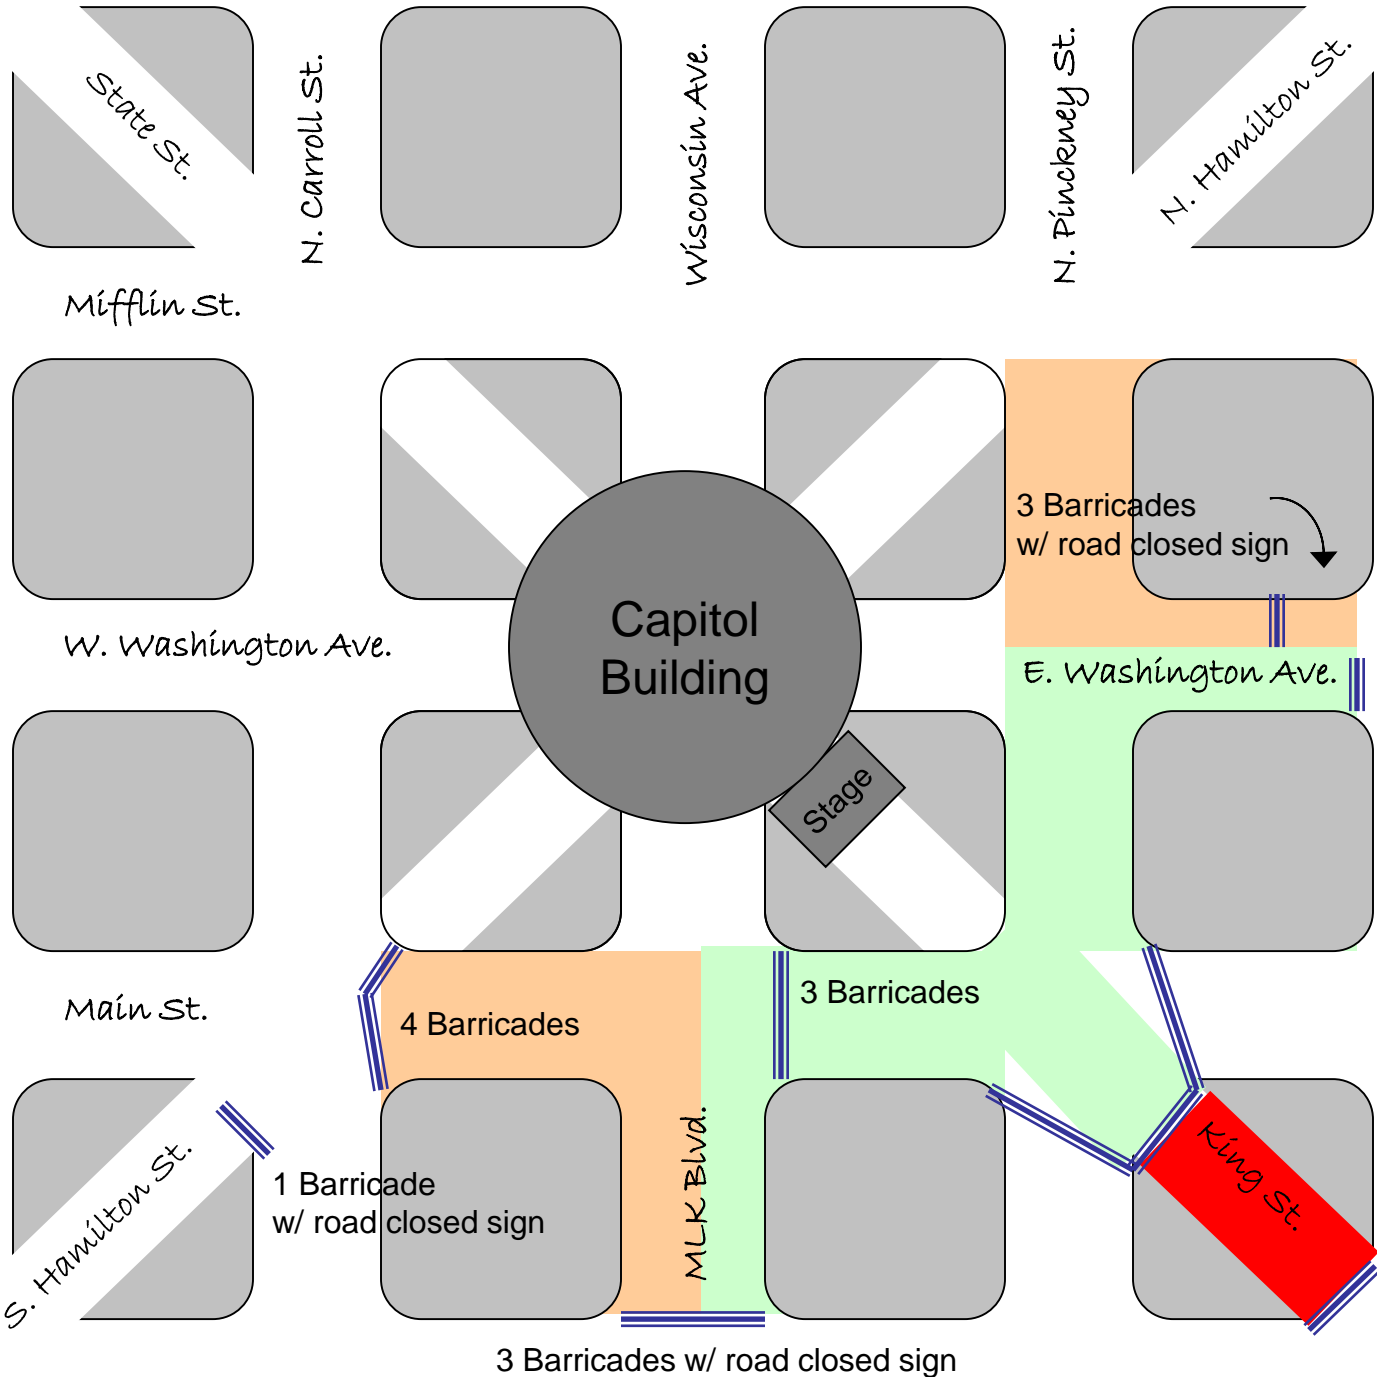 State St.
N. Carroll St.
Wisconsin Ave.
N. Pinckney St.
N. Hamilton St.
Mifflin St.
3 Barricades
w/ road closed sign
Capitol
Building
W. Washington Ave.
E. Washington Ave.
Stage
Main St.
4 Barricades
3 Barricades
S. Hamilton St.
1 Barricade
w/ road closed sign
MLK Blvd.
King St.
3 Barricades w/ road closed sign